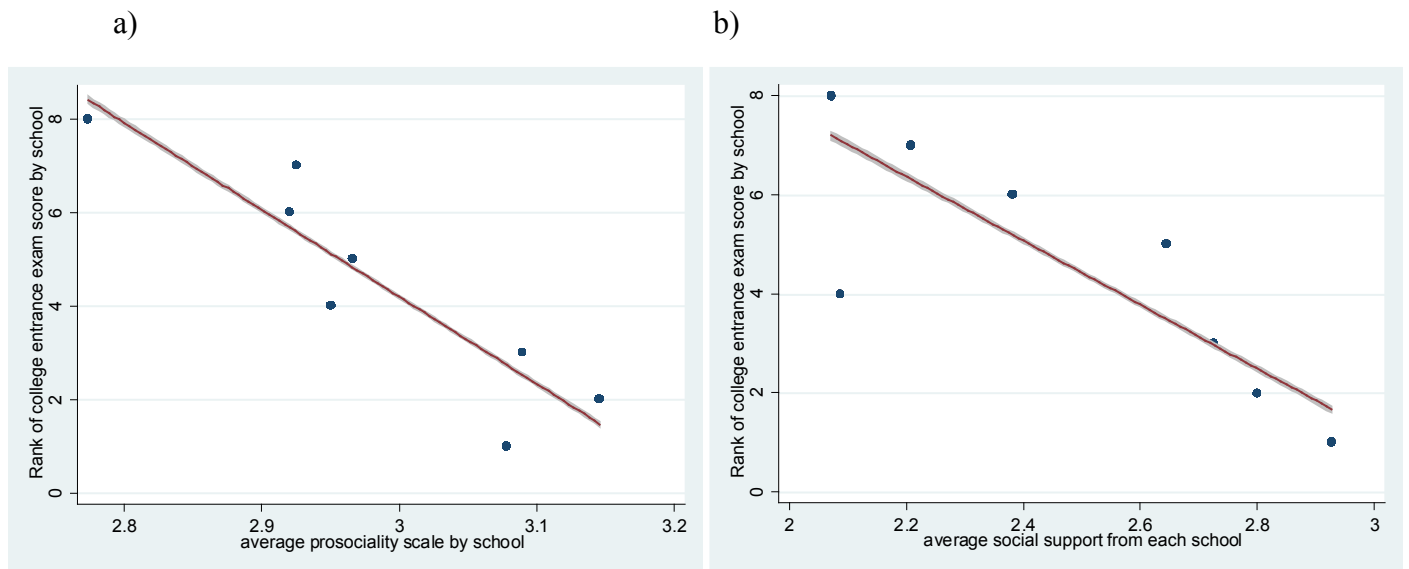 a)
b)
Rank of college entrance exam score by school
8
6
4
2
0
2.8 2.9 3 3.1 3.2
average prosociality scale by school
Rank of college entrance exam score by school
8
6
4
2
0
2 2.2 2.4 2.6 2.8 3
average social support from each school